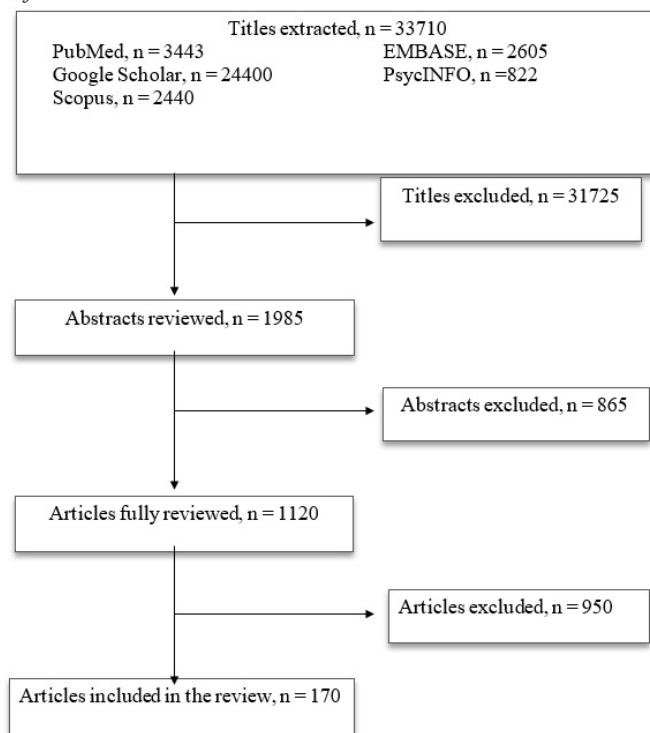 Titles extracted, n = 33710
PubMed, n = 3443 EMBASE, n = 2605
Google Scholar, n = 24400 PsycINFO, n =822
Scopus, n = 2440
Titles excluded, n = 31725
Abstracts reviewed, n = 1985
Abstracts excluded, n = 865
Articles fully reviewed, n = 1120
Articles excluded, n = 950
Articles included in the review, n = 170